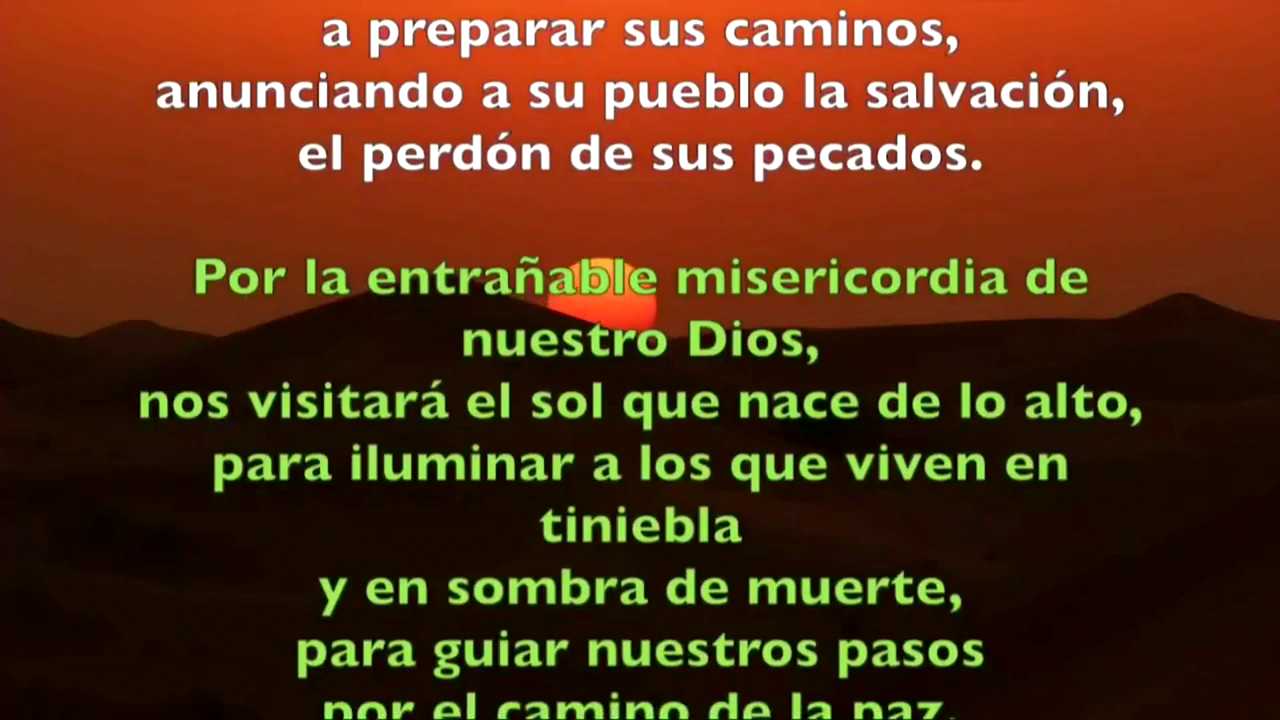 a preparar sus caminos,
anunciando a su pueblo la salvación,
el perdón de sus pecados.
Por la entrañable misericordia de
nuestro Dios,
nos visitará el sol que nace de lo alto,
para iluminar a los que viven en
tiniebla
y en sombra de muerte,
para guiar nuestros pasos
por el camino de la paz.